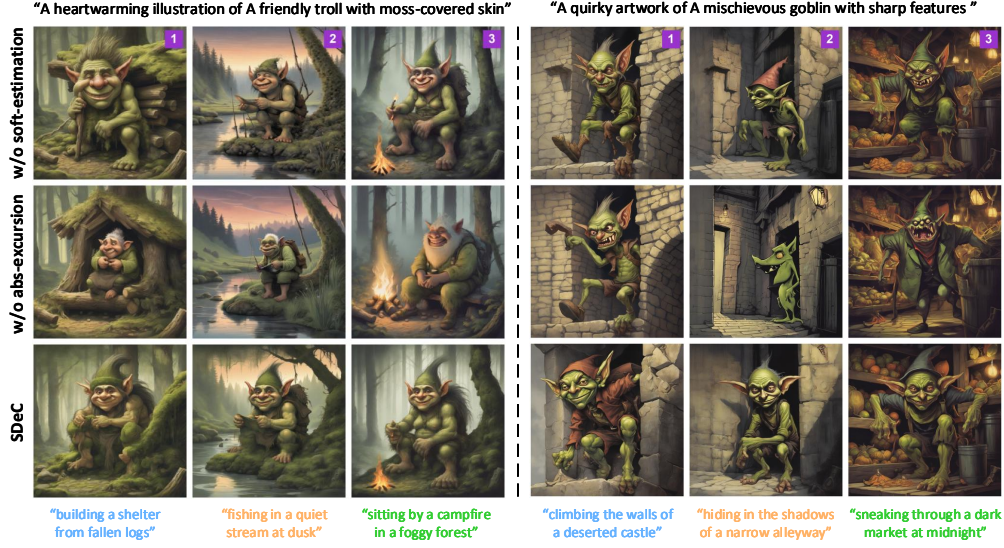 “A heartwarming illustration of A friendly troll with moss-covered skin”
“A quirky artwork of A mischievous goblin with sharp features ”
w/o soft-estimation
1
2
3
1
2
3
w/o abs-excursion
SDeC
“building a shelter
from fallen logs”
“fishing in a quiet
stream at dusk”
“sitting by a campfire
in a foggy forest”
“climbing the walls of
a deserted castle”
“hiding in the shadows
of a narrow alleyway”
“sneaking through a dark
market at midnight”